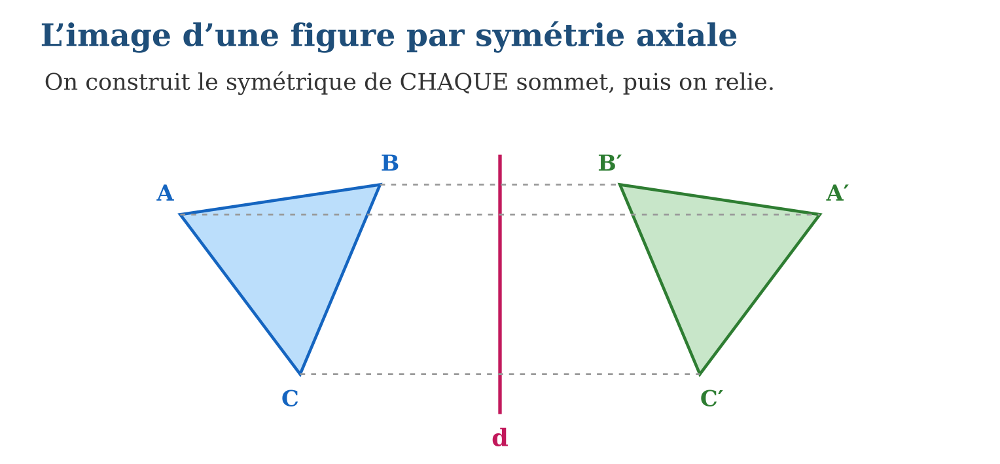 L’image d’une figure par symétrie axiale
On construit le symétrique de CHAQUE sommet, puis on relie.
B B′
A A′
C C′
d